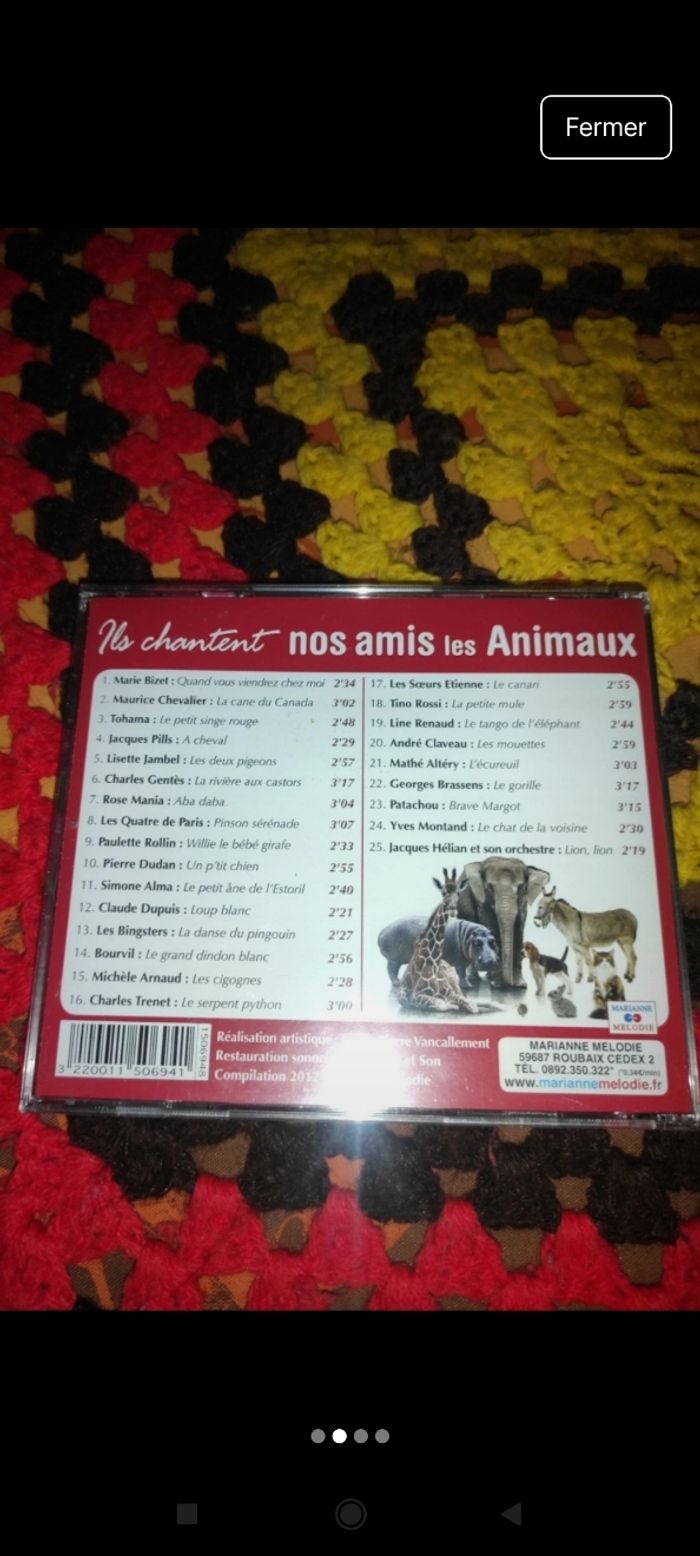 Fermer
Ils chantent nos amis les Animaux
1. Marie Bizet : Quand vous viendrez chez moi 2'34
2. Maurice Chevalier : La cane du Canada 3'02
3. Tohama : Le petit singe rouge 2'48
4. Jacques Pills : A cheval 2'29
5. Lisette Jambel : Les deux pigeons 2'57
6. Charles Gentès : La rivière aux castors 3'17
7. Rose Mania : Aba daba 3'04
8. Les Quatre de Paris : Pinson sérénade 3'07
9. Paulette Rollin : Willie le bébé girafe 2'33
10. Pierre Dudan : Un p'tit chien 2'55
11. Simone Alma : Le petit âne de l'Estoril 2'40
12. Claude Dupuis : Loup blanc 2'21
13. Les Bingsters : La danse du pingouin 2'27
14. Bourvil : Le grand dindon blanc 2'56
15. Michèle Arnaud : Les cigognes 2'28
16. Charles Trenet : Le serpent python 3'00
17. Les Sœurs Etienne : Le canari 2'55
18. Tino Rossi : La petite mule 2'59
19. Line Renaud : Le tango de l'éléphant 2'44
20. André Claveau : Les mouettes 2'59
21. Mathé Altéry : L'écureuil 3'03
22. Georges Brassens : Le gorille 3'17
23. Patachou : Brave Margot 3'15
24. Yves Montand : Le chat de la voisine 2'30
25. Jacques Hélian et son orchestre : Lion, lion 2'19
MARIANNE
MELODIE
3 220011 506941
1506948
Réalisation artistique Vancallement
Restauration et Son
Compilation
MARIANNE MELODIE
59687 ROUBAIX CEDEX 2
TÉL. 0892.350.322* (*0.34€/min)
www.mariannemelodie.fr